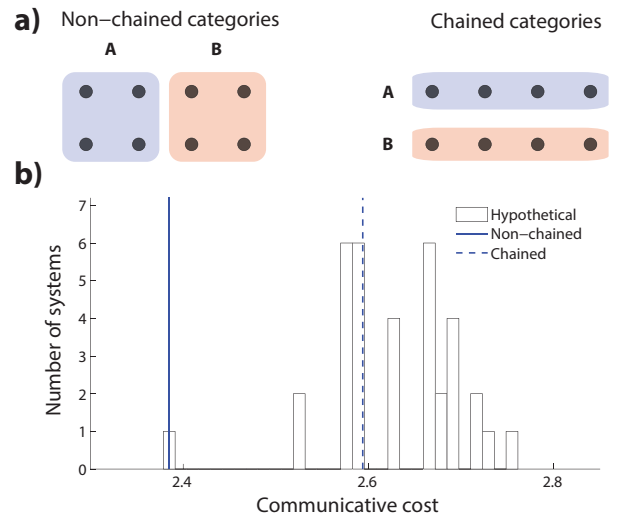 a)
Non−chained categories
Chained categories
A
B
A
B
b)
7
6
5
4
3
2
1
0
Number of systems
Hypothetical
Non−chained
Chained
2.4
2.6
2.8
Communicative cost